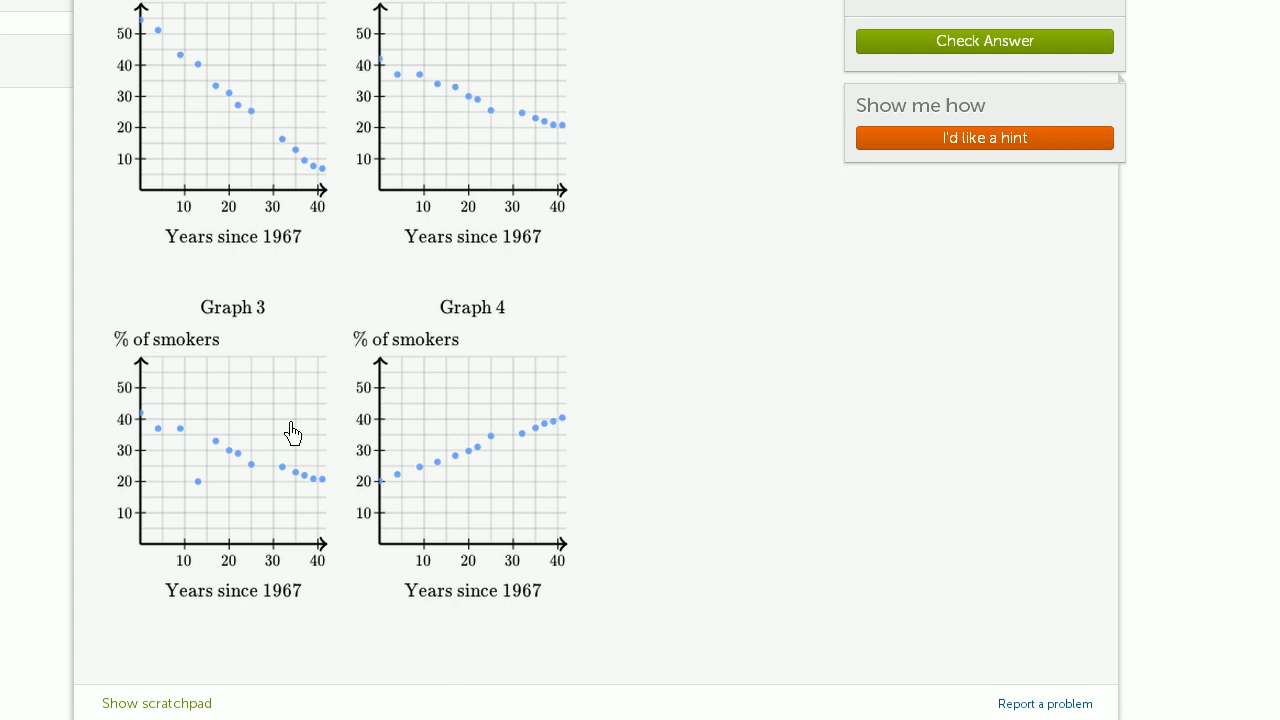 50
40
30
20
10
10 20 30 40
Years since 1967
50
40
30
20
10
10 20 30 40
Years since 1967
Check Answer
Show me how
I'd like a hint
Graph 3
% of smokers
50
40
30
20
10
10 20 30 40
Years since 1967
Graph 4
% of smokers
50
40
30
20
10
10 20 30 40
Years since 1967
Show scratchpad
Report a problem